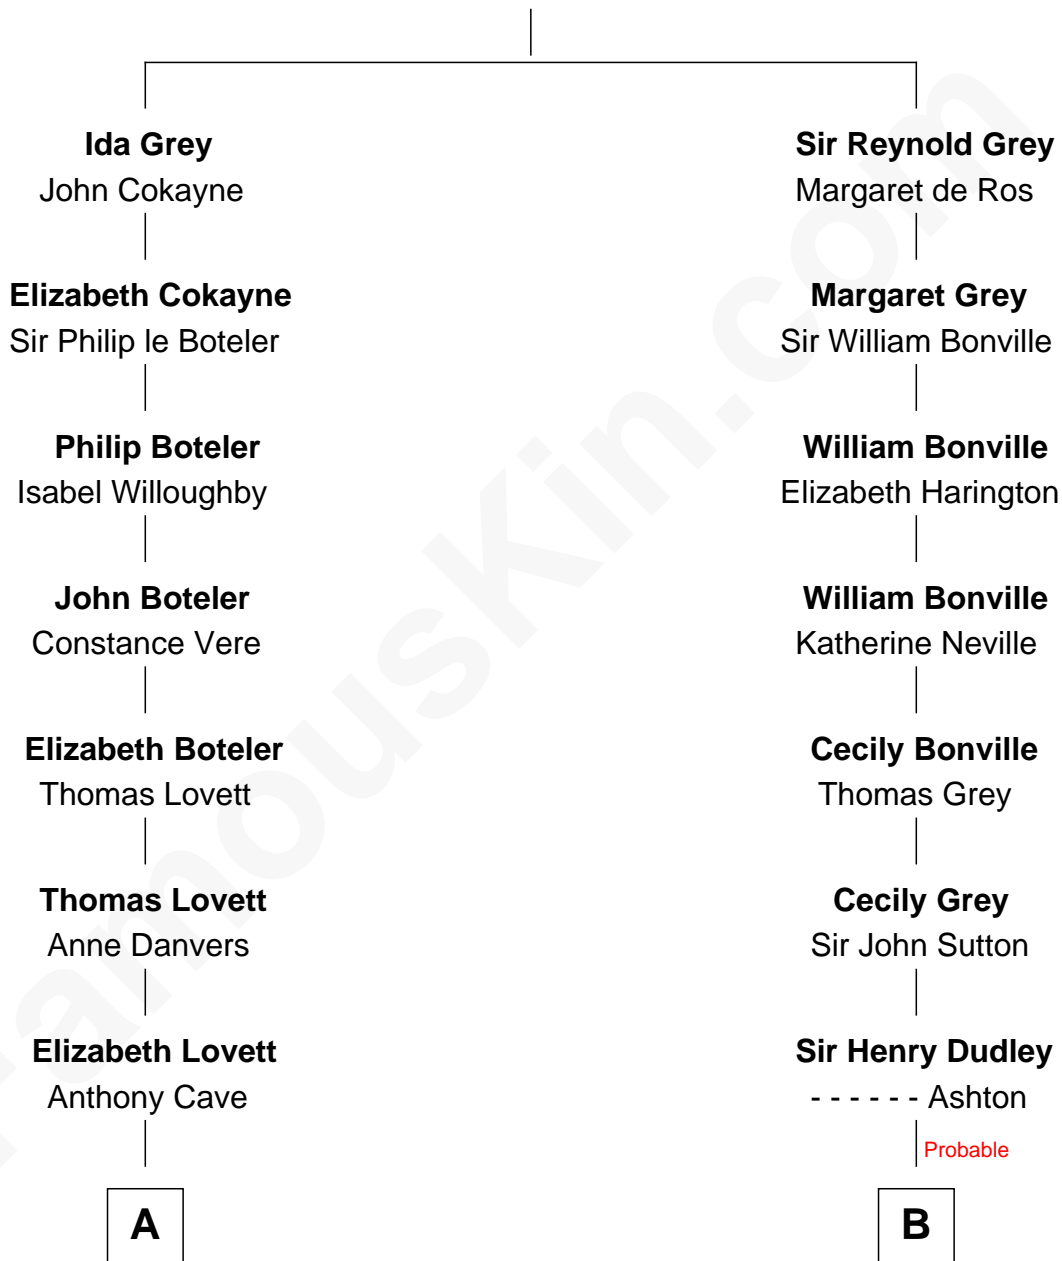 Ida Grey
John Cokayne
Sir Reynold Grey
Margaret de Ros
Elizabeth Cokayne
Sir Philip le Boteler
Margaret Grey
Sir William Bonville
Philip Boteler
Isabel Willoughby
William Bonville
Elizabeth Harington
John Boteler
Constance Vere
William Bonville
Katherine Neville
Elizabeth Boteler
Thomas Lovett
Cecily Bonville
Thomas Grey
Thomas Lovett
Anne Danvers
Cecily Grey
Sir John Sutton
Elizabeth Lovett
Anthony Cave
Sir Henry Dudley
- - - - - - Ashton
Probable
A
B
FamousKin.com